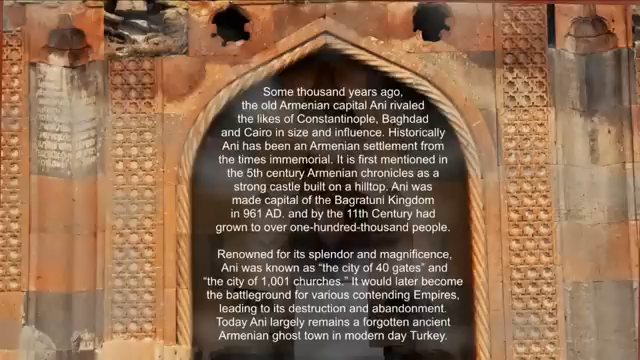 Some thousand years ago,
the old Armenian capital Ani rivaled
the likes of Constantinople, Baghdad
and Cairo in size and influence. Historically
Ani has been an Armenian settlement from
the times immemorial. It is first mentioned in
the 5th century Armenian chronicles as a
strong castle built on a hilltop. Ani was
made capital of the Bagratuni Kingdom
in 961 AD. and by the 11th Century had
grown to over one-hundred-thousand people.
Renowned for its splendor and magnificence,
Ani was known as “the city of 40 gates” and
“the city of 1,001 churches.” It would later become
the battleground for various contending Empires,
leading to its destruction and abandonment.
Today Ani largely remains a forgotten ancient
Armenian ghost town in modern day Turkey.